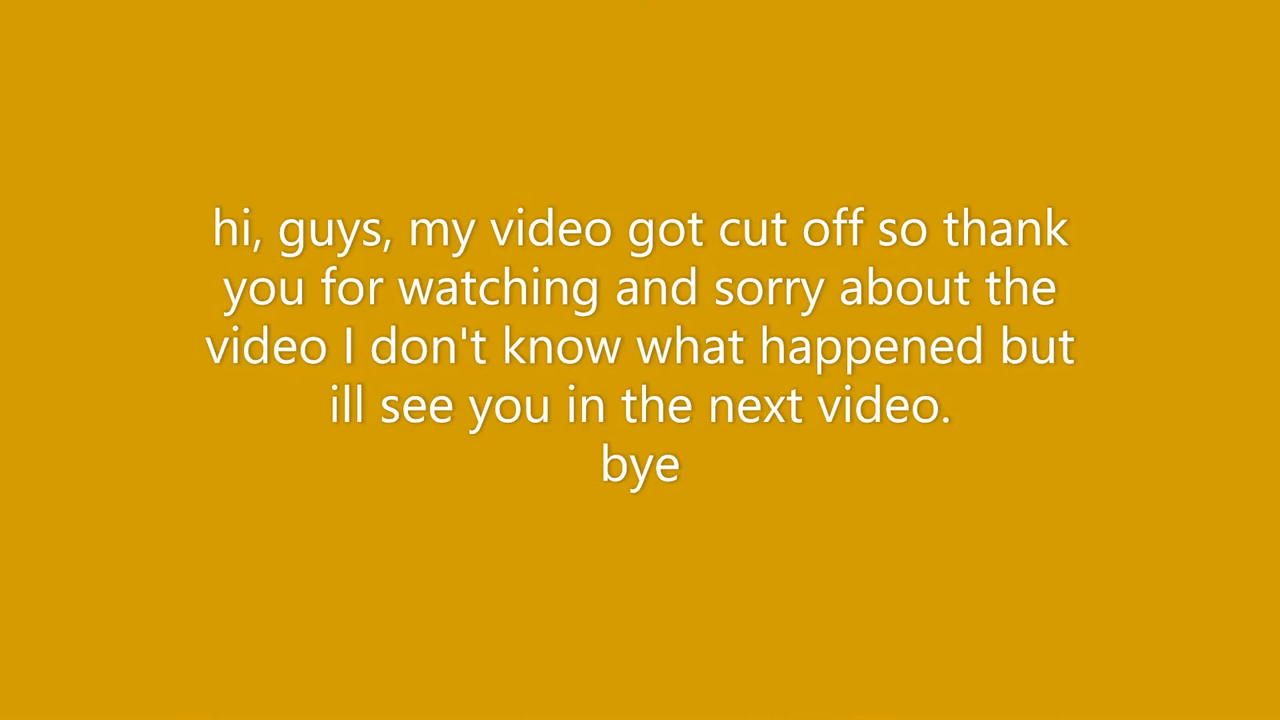 hi, guys, my video got cut off so thank
you for watching and sorry about the
video I don't know what happened but
ill see you in the next video.
bye